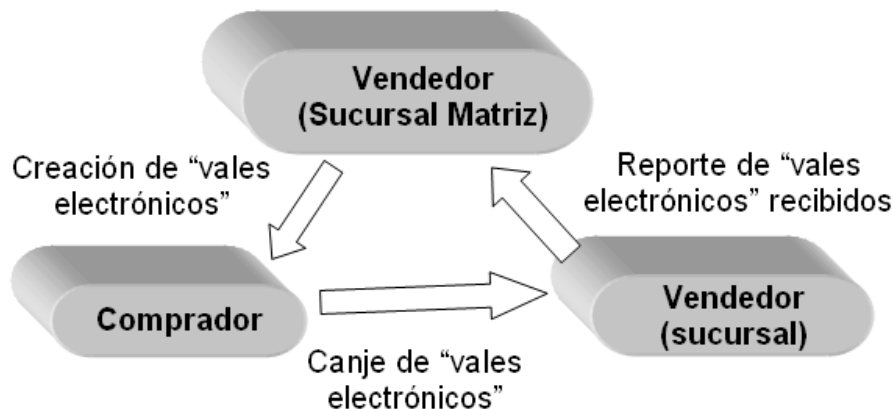 Vendedor
(Sucursal Matriz)
Creación de “vales
electrónicos”
Reporte de “vales
electrónicos” recibidos
Comprador
Vendedor
(sucursal)
Canje de “vales
electrónicos”